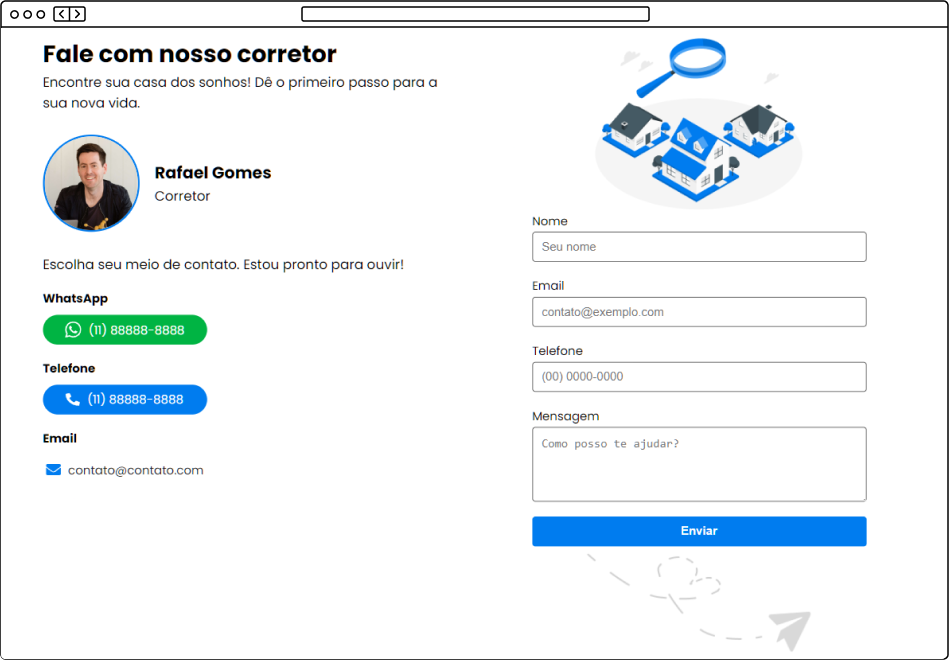 Fale com nosso corretor
Encontre sua casa dos sonhos! Dê o primeiro passo para a
sua nova vida.
Rafael Gomes
Corretor
Escolha seu meio de contato. Estou pronto para ouvir!
WhatsApp
(11) 88888-8888
Telefone
(11) 88888-8888
Email
contato@contato.com
Nome
Seu nome
Email
contato@exemplo.com
Telefone
(00) 0000-0000
Mensagem
Como posso te ajudar?
Enviar